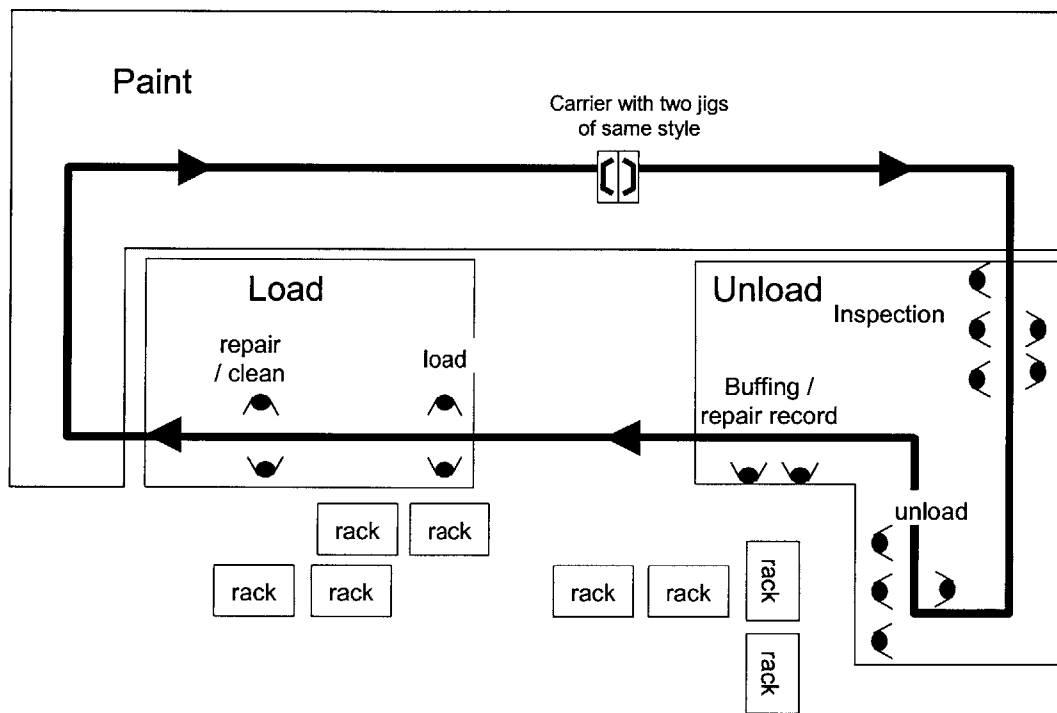 Paint
Carrier with two jigs
of same style
Load
Unload
Inspection
repair
/ clean
load
Buffing /
repair record
unload
rack
rack
rack
rack
rack
rack
rack
rack